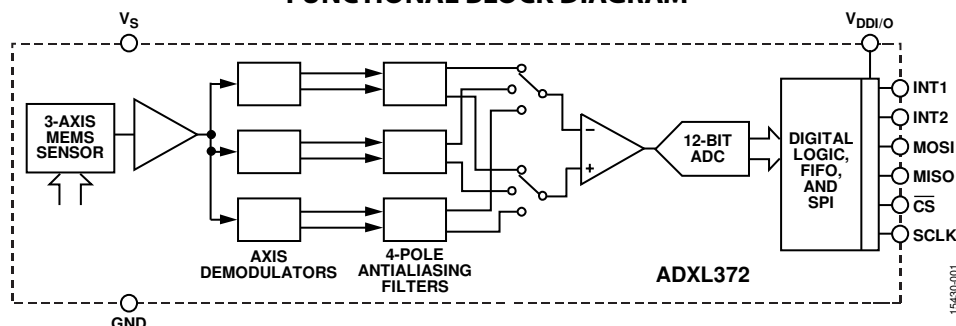 FUNCTIONAL BLOCK DIAGRAM
VS
VDDI/O
3-AXIS
MEMS
SENSOR
12-BIT
ADC
DIGITAL
LOGIC,
FIFO,
AND
SPI
INT1
INT2
MOSI
MISO
CS
SCLK
AXIS
DEMODULATORS
4-POLE
ANTIALIASING
FILTERS
ADXL372
GND
15430-001